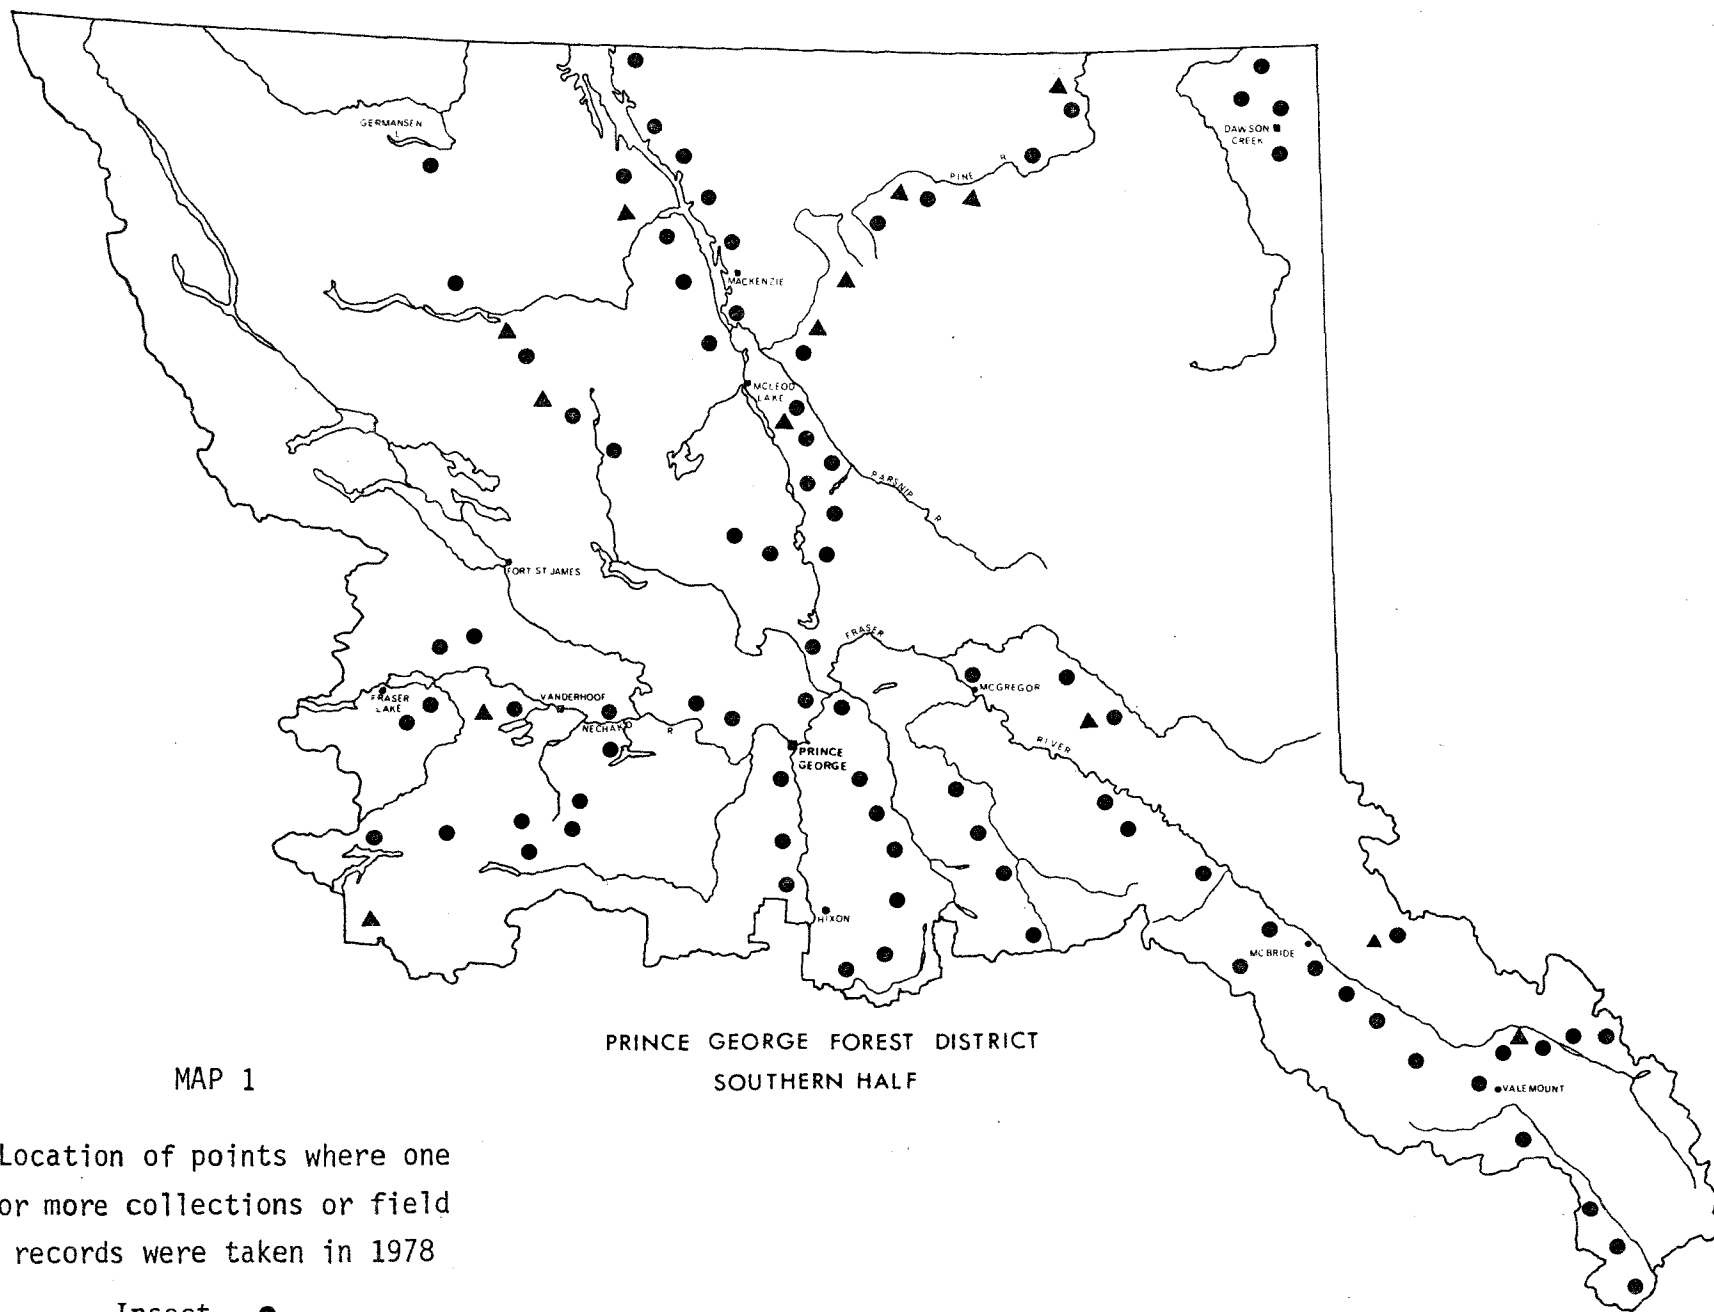 GERMANSEN
L
DAWSON
CREEK
PINE R
MACKENZIE
MCLEOD
LAKE
PARSNIP R
FORT ST JAMES
FRASER
MCGREGOR
FRASER
LAKE
VANDERHOOF
NECHAKO R
RIVER
PRINCE
GEORGE
HIXON
MCBRIDE
VALEMOUNT
PRINCE GEORGE FOREST DISTRICT
SOUTHERN HALF
MAP 1
Location of points where one
or more collections or field
records were taken in 1978
Insect